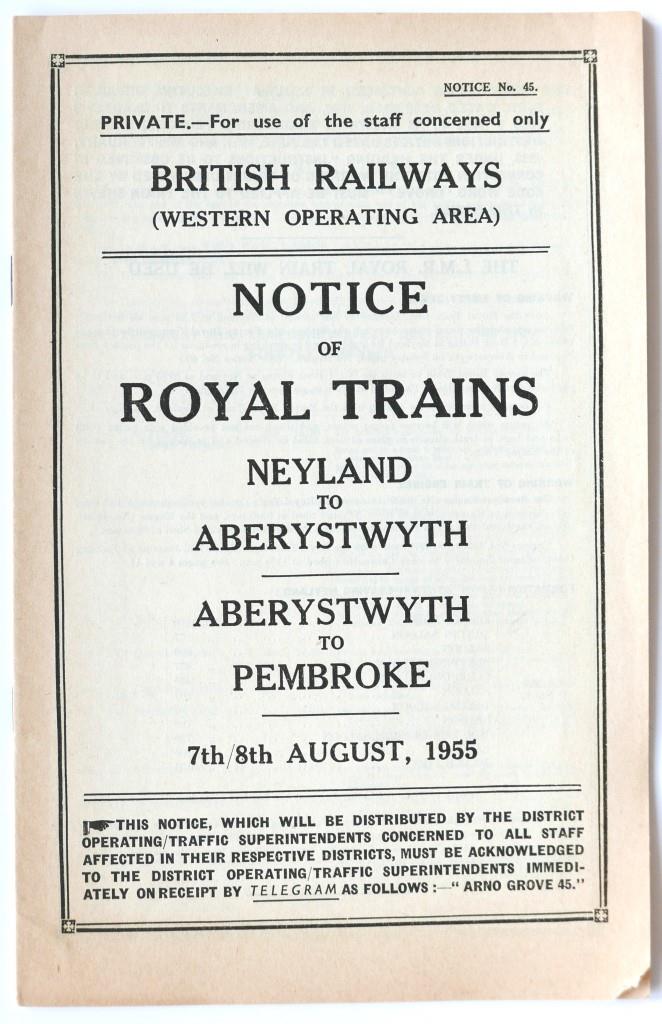 NOTICE No. 45.
PRIVATE.—For use of the staff concerned only
BRITISH RAILWAYS
(WESTERN OPERATING AREA)
NOTICE
OF
ROYAL TRAINS
NEYLAND
TO
ABERYSTWYTH
ABERYSTWYTH
TO
PEMBROKE
7th/8th AUGUST, 1955
THIS NOTICE, WHICH WILL BE DISTRIBUTED BY THE DISTRICT
OPERATING/TRAFFIC SUPERINTENDENTS CONCERNED TO ALL STAFF
AFFECTED IN THEIR RESPECTIVE DISTRICTS, MUST BE ACKNOWLEDGED
TO THE DISTRICT OPERATING/TRAFFIC SUPERINTENDENTS IMMEDI-
ATELY ON RECEIPT BY TELEGRAM AS FOLLOWS :—“ ARNO GROVE 45.”